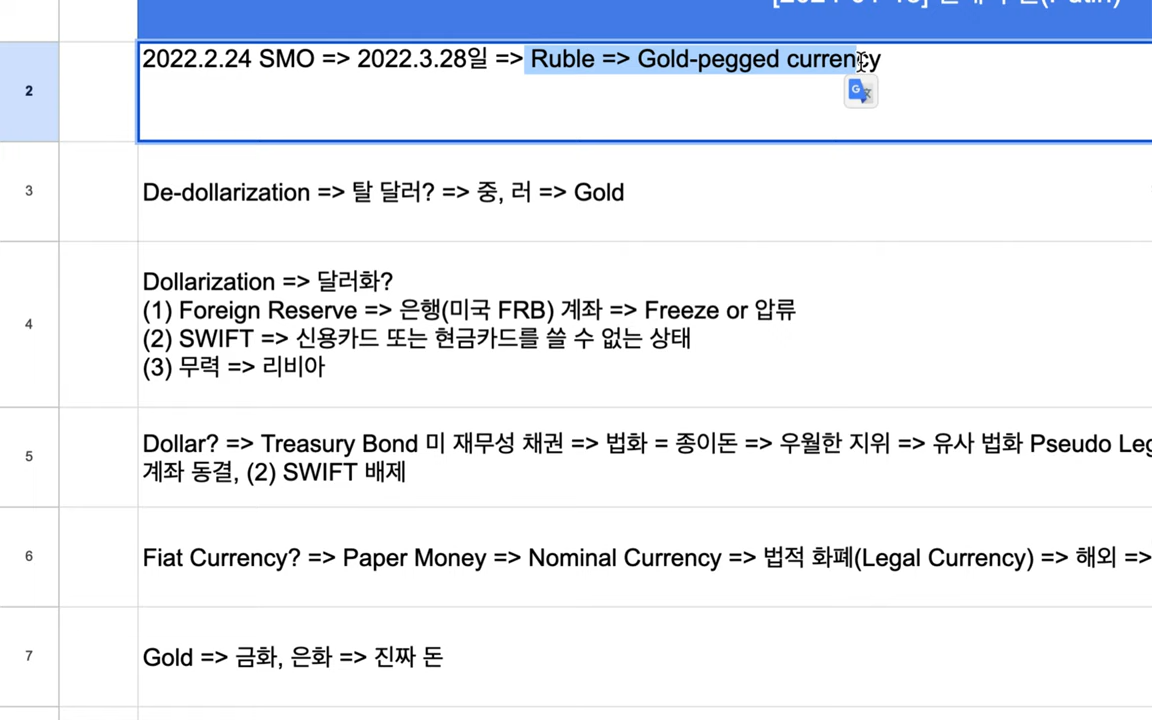 2022.2.24 SMO => 2022.3.28일 => Ruble => Gold-pegged currency
2
3
De-dollarization => 탈 달러? => 중, 러 => Gold
Dollarization => 달러화?
(1) Foreign Reserve => 은행(미국 FRB) 계좌 => Freeze or 압류
4
(2) SWIFT => 신용카드 또는 현금카드를 쓸 수 없는 상태
(3) 무력 => 리비아
Dollar? => Treasury Bond 미 재무성 채권 => 법화 = 종이돈 => 우월한 지위 => 유사 법화 Pseudo Leg
5
계좌 동결, (2) SWIFT 배제
6
Fiat Currency? => Paper Money => Nominal Currency => 법적 화폐(Legal Currency) => 해외 =>
7
Gold => 금화, 은화 => 진짜 돈